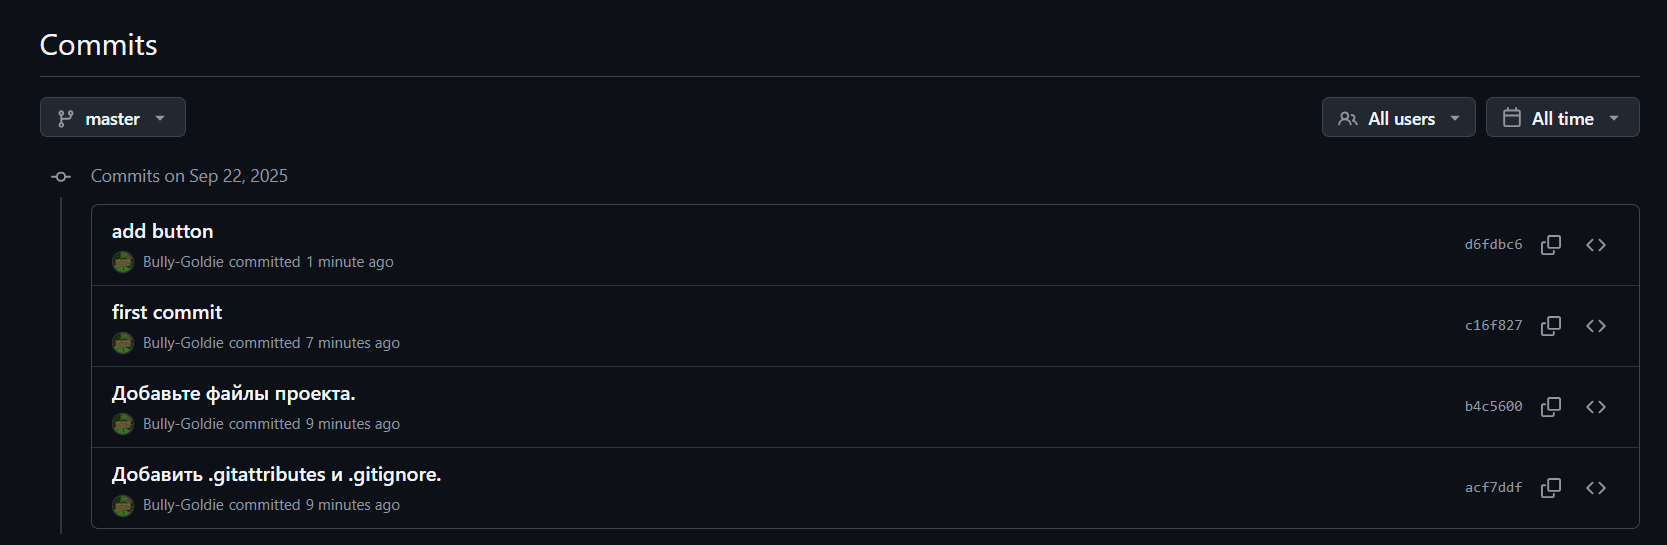 Commits
master
All users
All time
Commits on Sep 22, 2025
add button
Bully-Goldie committed 1 minute ago
d6fdbc6
first commit
Bully-Goldie committed 7 minutes ago
c16f827
Добавьте файлы проекта.
Bully-Goldie committed 9 minutes ago
b4c5600
Добавить .gitattributes и .gitignore.
Bully-Goldie committed 9 minutes ago
acf7ddf